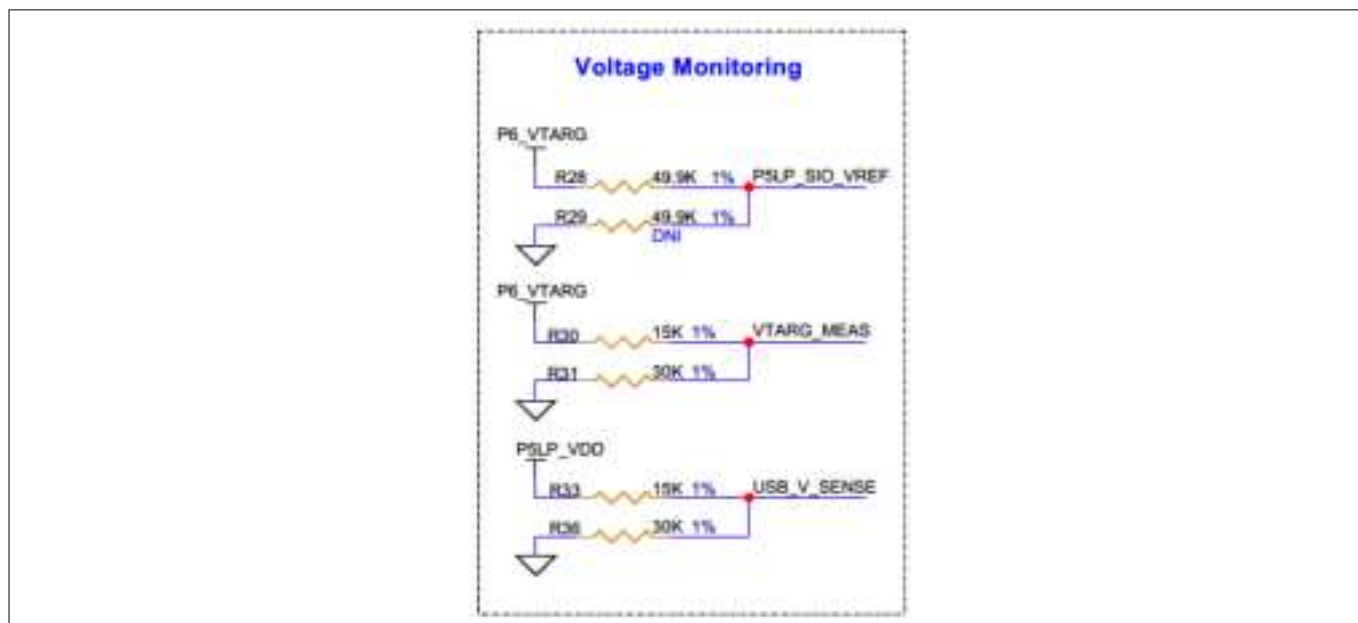 Voltage Monitoring
P6_VTARG
R28 49.9K 1% P5LP_SIO_VREF
R29 49.9K 1%
DNI
P6_VTARG
R30 15K 1% VTARG_MEAS
R31 30K 1%
P5LP_VDD
R33 15K 1% USB_V_SENSE
R36 30K 1%